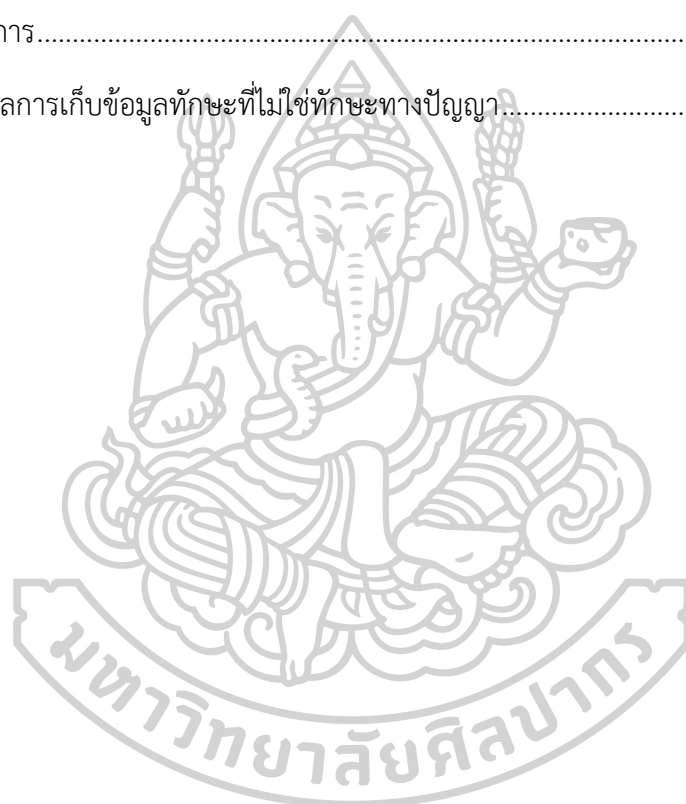 การ
ลการเก็บข้อมูลทักษะที่ไม่ใช่ทักษะทางปัญญา
มหาวิทยาลัยศิลปากร